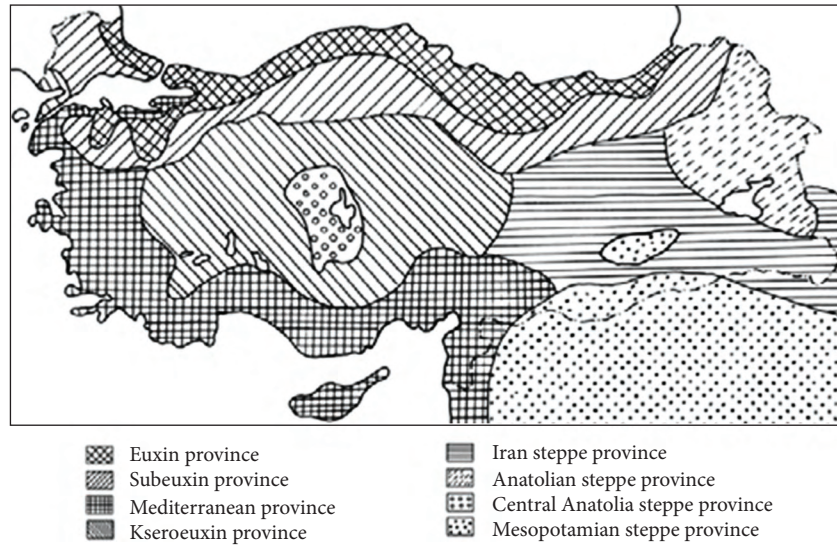 Euxin province
Subeuxin province
Mediterranean province
Kseroeuxin province
Iran steppe province
Anatolian steppe province
Central Anatolia steppe province
Mesopotamian steppe province